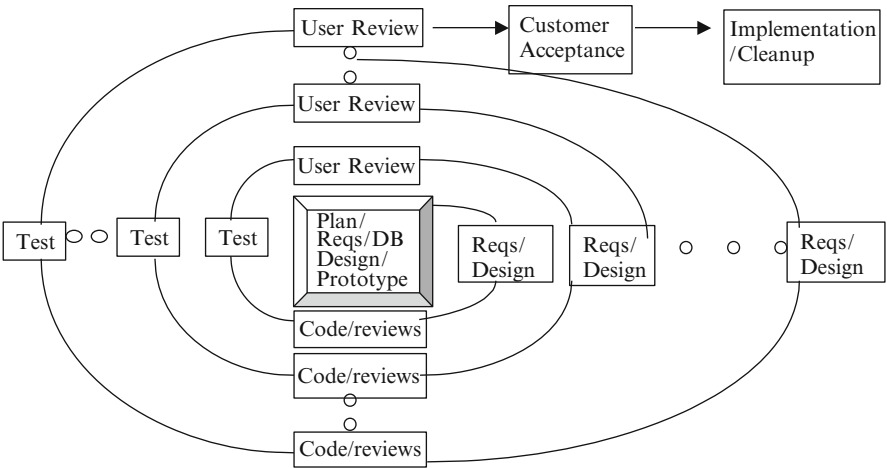 User Review
Customer
Acceptance
Implementation
/Cleanup
User Review
User Review
Test
Test
Test
Plan/
Reqs/DB
Design/
Prototype
Reqs/
Design
Reqs/
Design
Reqs/
Design
Code/reviews
Code/reviews
Code/reviews